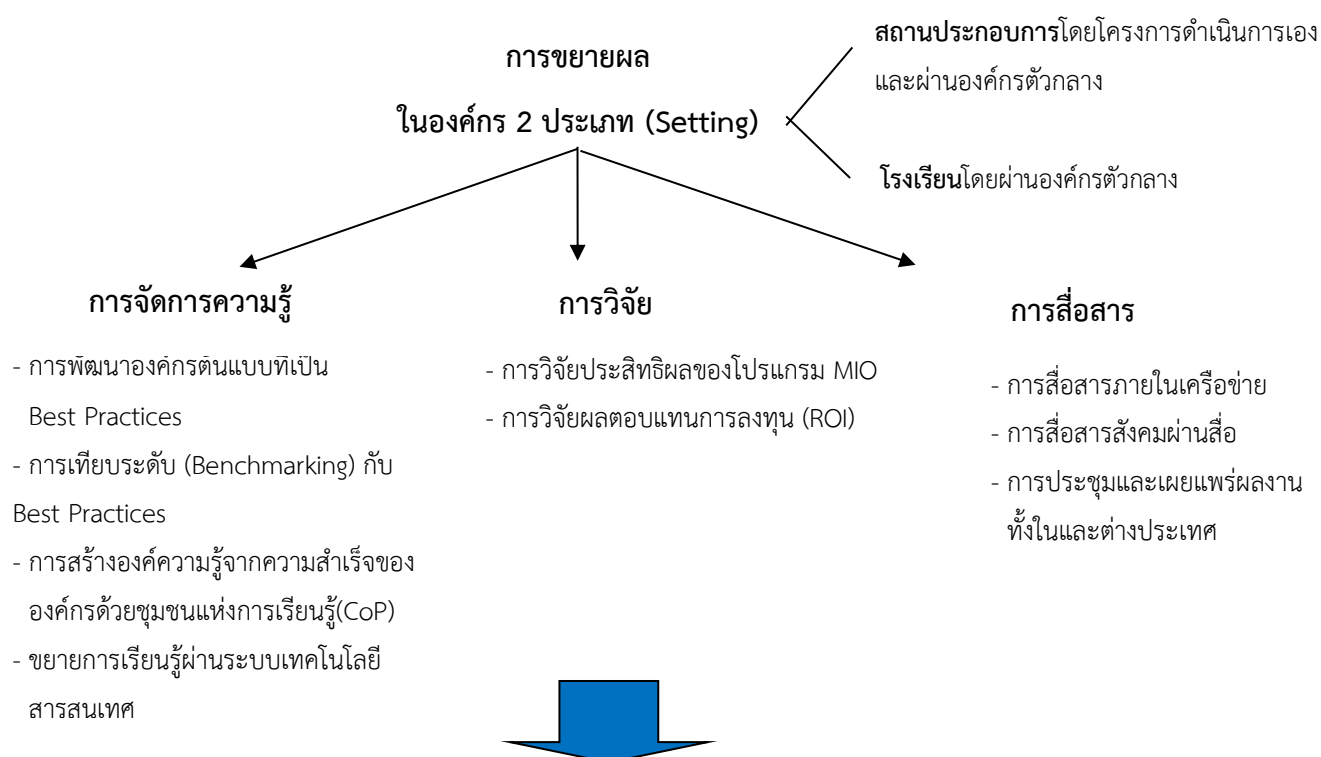 การขยายผล
ในองค์กร 2 ประเภท (Setting)
สถานประกอบการโดยโครงการดำเนินการเอง
และผ่านองค์กรตัวกลาง
โรงเรียนโดยผ่านองค์กรตัวกลาง
การจัดการความรู้
- การพัฒนาองค์กรต้นแบบที่เป็น
Best Practices
- การเทียบระดับ (Benchmarking) กับ
Best Practices
- การสร้างองค์ความรู้จากความสำเร็จของ
องค์กรด้วยชุมชนแห่งการเรียนรู้(CoP)
- ขยายการเรียนรู้ผ่านระบบเทคโนโลยี
สารสนเทศ
การวิจัย
- การวิจัยประสิทธิผลของโปรแกรม MIO
- การวิจัยผลตอบแทนการลงทุน (ROI)
การสื่อสาร
- การสื่อสารภายในเครือข่าย
- การสื่อสารสังคมผ่านสื่อ
- การประชุมและเผยแพร่ผลงาน
ทั้งในและต่างประเทศ